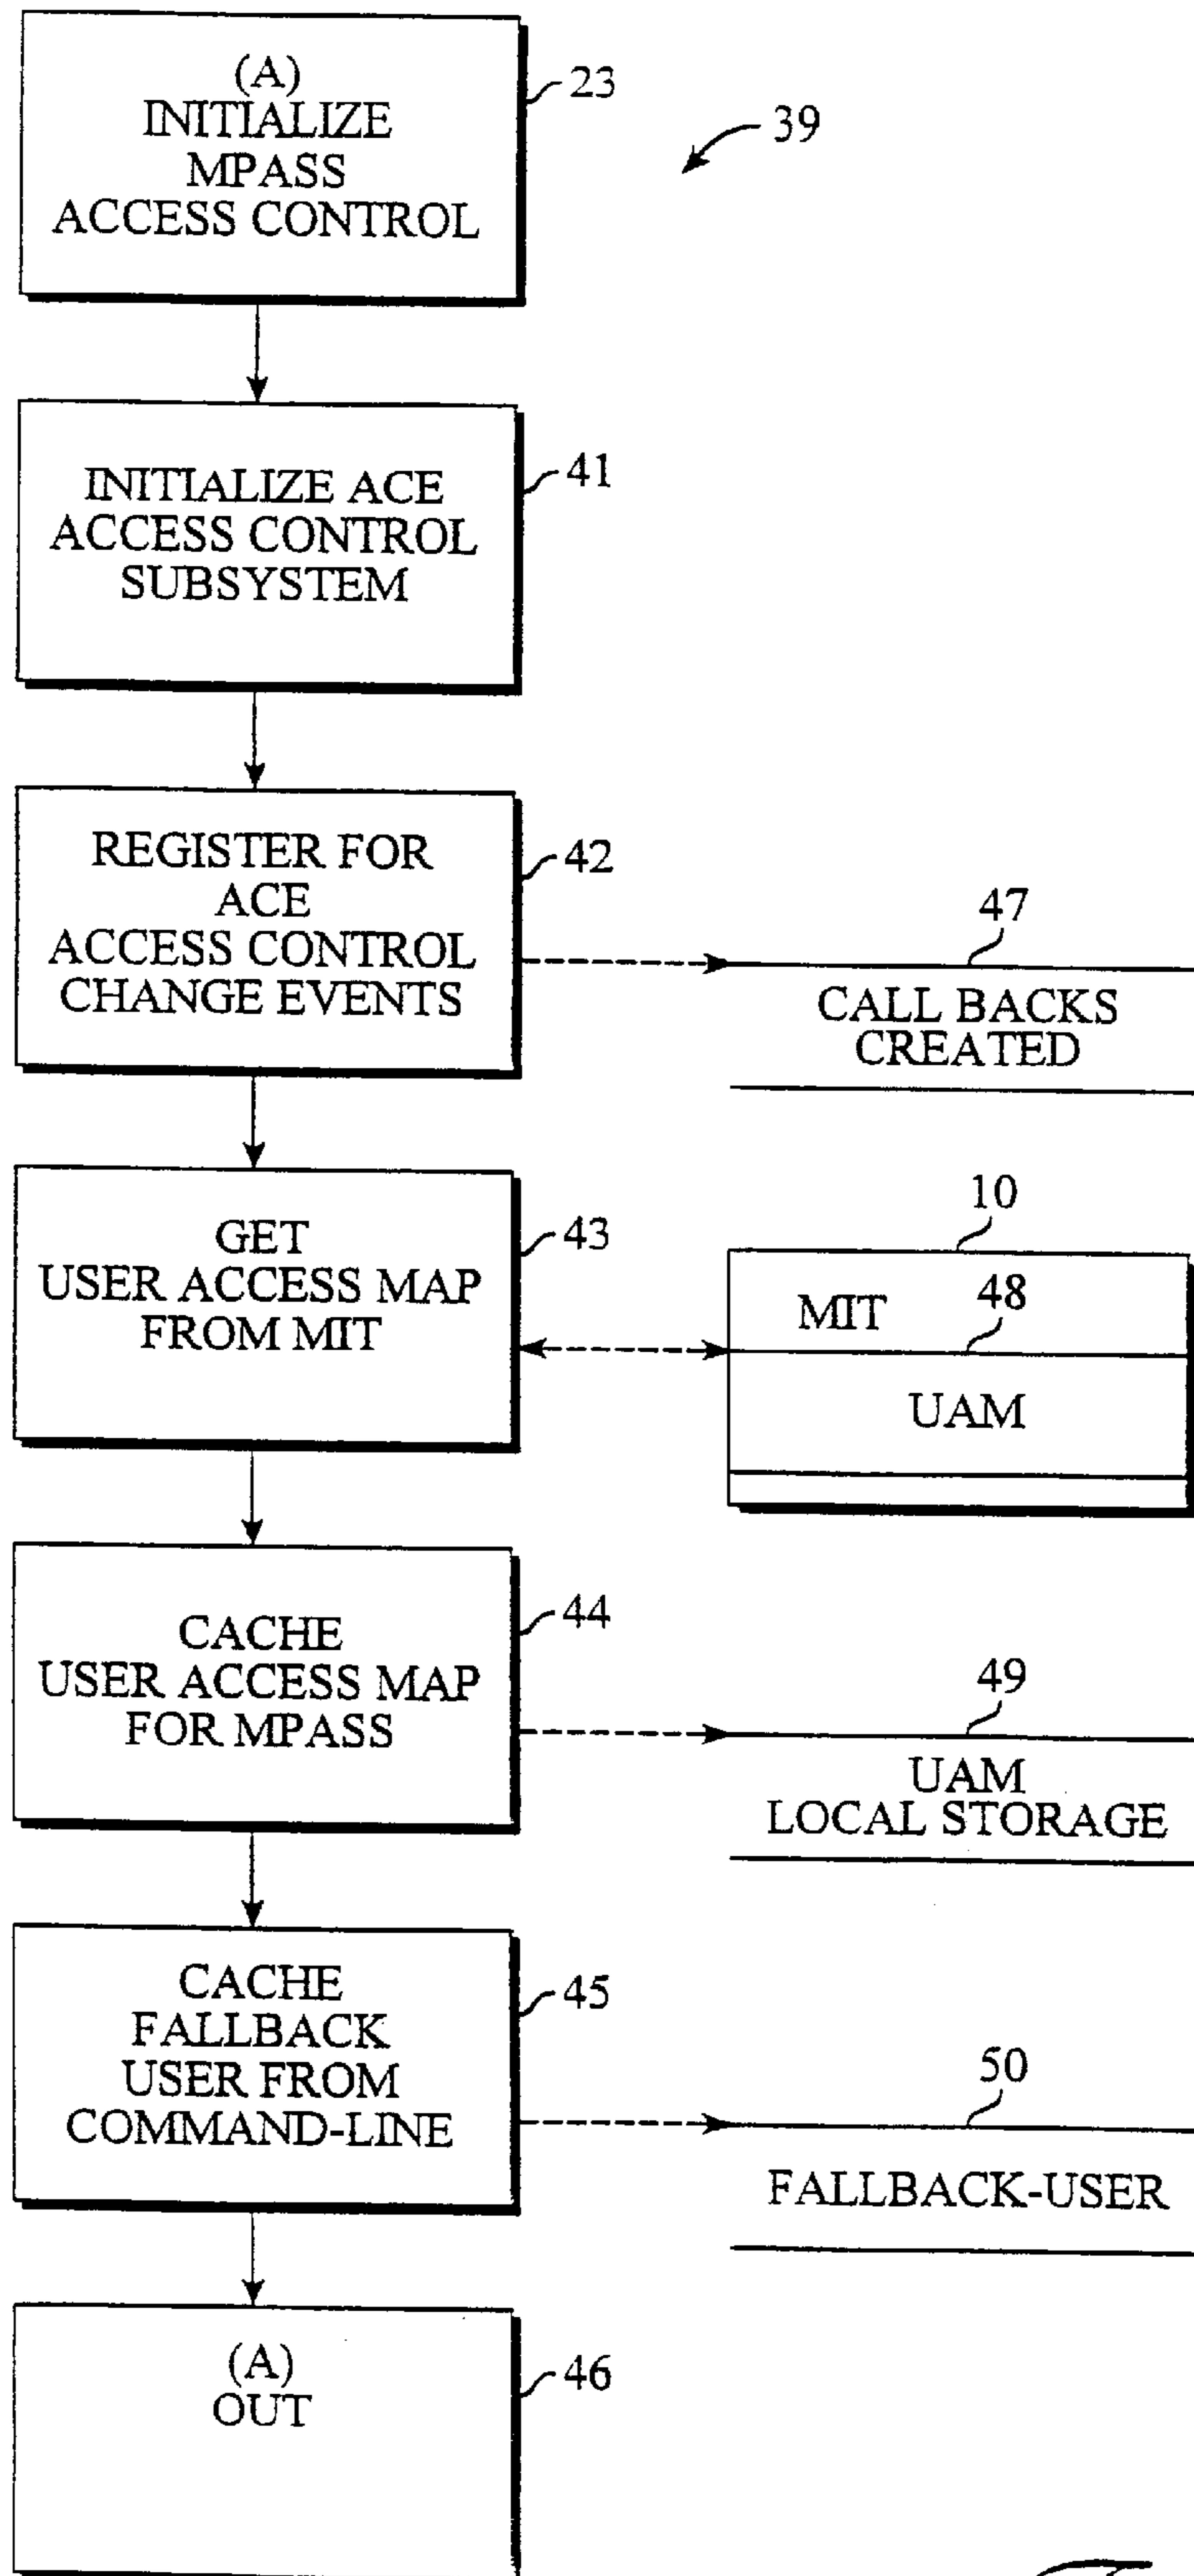 (A)
INITIALIZE
MPASS
ACCESS CONTROL
23
39
INITIALIZE ACE
ACCESS CONTROL
SUBSYSTEM
41
REGISTER FOR
ACE
ACCESS CONTROL
CHANGE EVENTS
42
47
CALL BACKS
CREATED
GET
USER ACCESS MAP
FROM MIT
43
10
MIT
48
UAM
CACHE
USER ACCESS MAP
FOR MPASS
44
49
UAM
LOCAL STORAGE
CACHE
FALLBACK
USER FROM
COMMAND-LINE
45
50
FALLBACK-USER
(A)
OUT
46